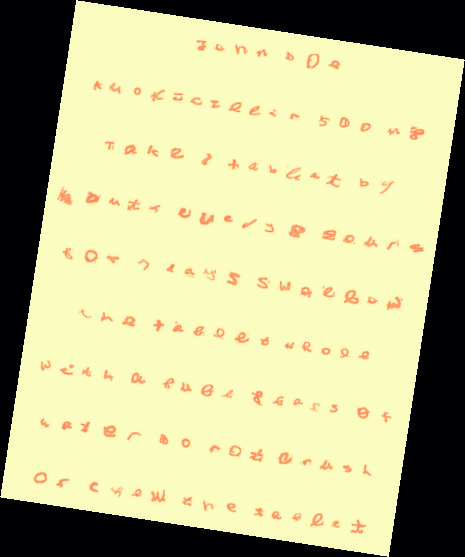 John Doe
Amoxicillin 500 mg
Take tablet by
mouth every 8 hours
for 7 days swallow
the tablet whole
with a full glass of
water do not crush
or chew the tablet